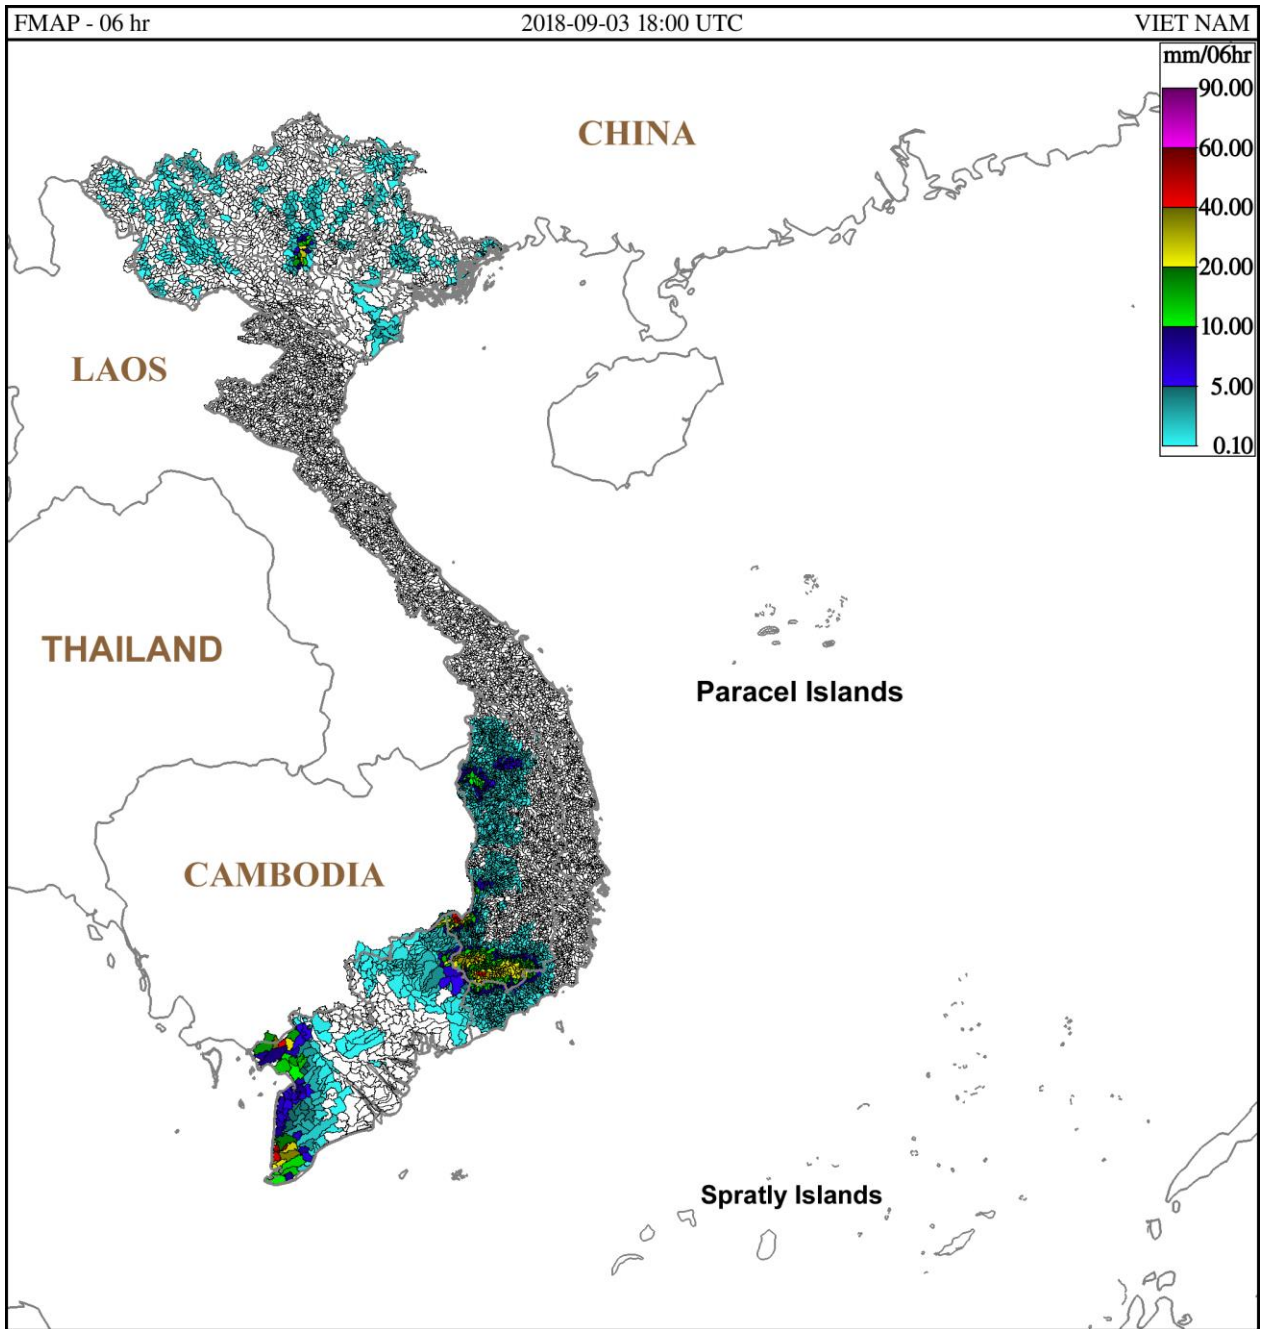 FMAP - 06 hr 2018-09-03 18:00 UTC VIET NAM
mm/06hr
90.00
60.00
40.00
20.00
10.00
5.00
0.10
CHINA
LAOS
THAILAND
Paracel Islands
CAMBODIA
Spratly Islands